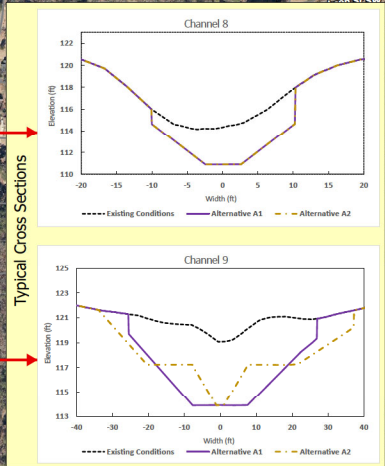 Typical Cross Sections
Channel 8
Elevation (ft)
122
120
118
116
114
112
110
-20 -15 -10 -5 0 5 10 15 20
Width (ft)
Existing Conditions Alternative A1 Alternative A2
Channel 9
Elevation (ft)
125
123
121
119
117
115
113
-40 -30 -20 -10 0 10 20 30 40
Width (ft)
Existing Conditions Alternative A1 Alternative A2